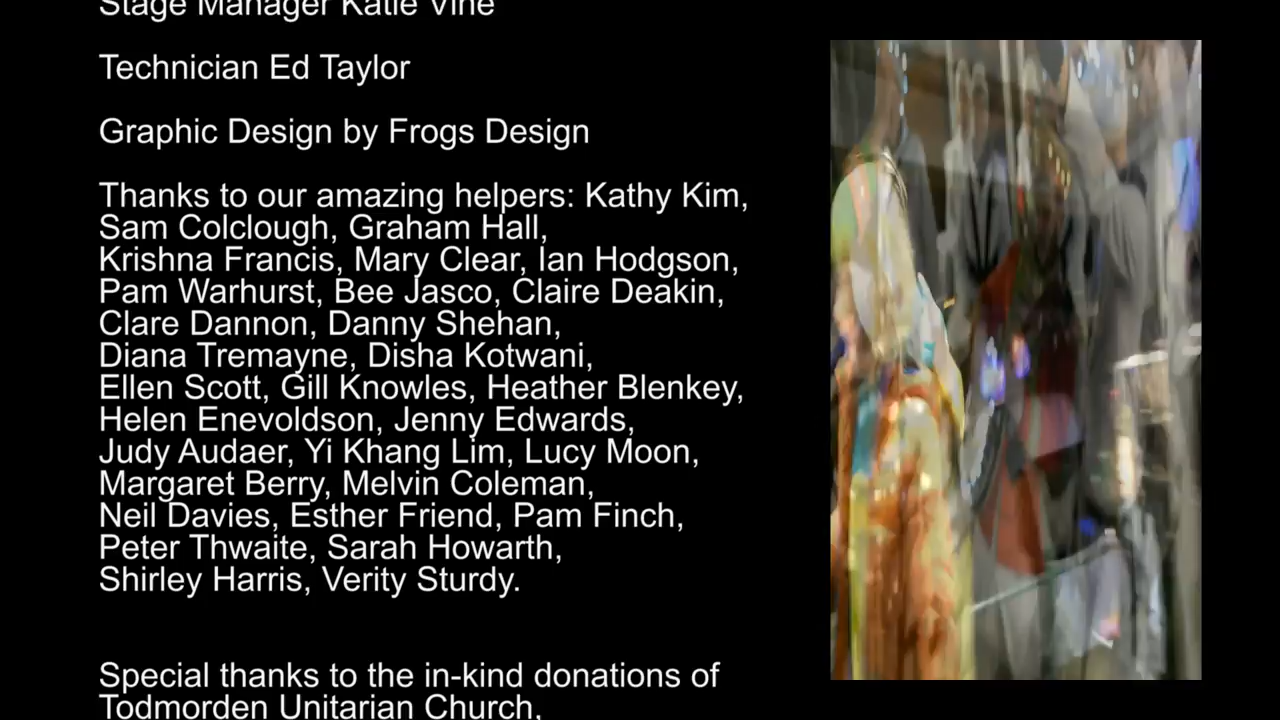 Stage Manager Katie Vine
Technician Ed Taylor
Graphic Design by Frogs Design
Thanks to our amazing helpers: Kathy Kim,
Sam Colclough, Graham Hall,
Krishna Francis, Mary Clear, Ian Hodgson,
Pam Warhurst, Bee Jasco, Claire Deakin,
Clare Dannon, Danny Shehan,
Diana Tremayne, Disha Kotwani,
Ellen Scott, Gill Knowles, Heather Blenkey,
Helen Enevoldson, Jenny Edwards,
Judy Audaer, Yi Khang Lim, Lucy Moon,
Margaret Berry, Melvin Coleman,
Neil Davies, Esther Friend, Pam Finch,
Peter Thwaite, Sarah Howarth,
Shirley Harris, Verity Sturdy.
Special thanks to the in-kind donations of
Todmorden Unitarian Church,